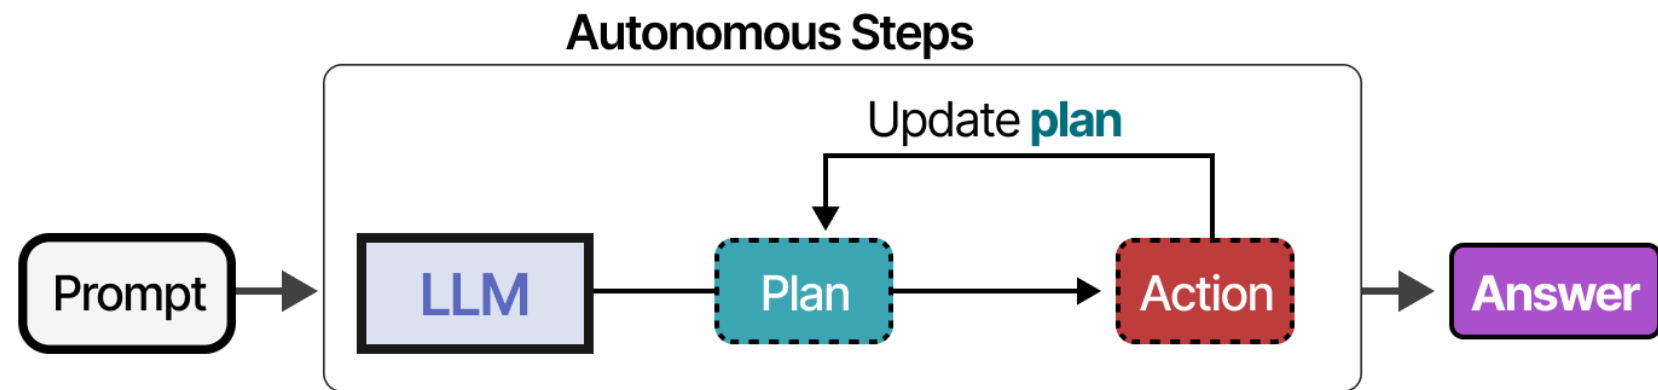 Autonomous Steps
Update plan
Prompt
LLM
Plan
Action
Answer